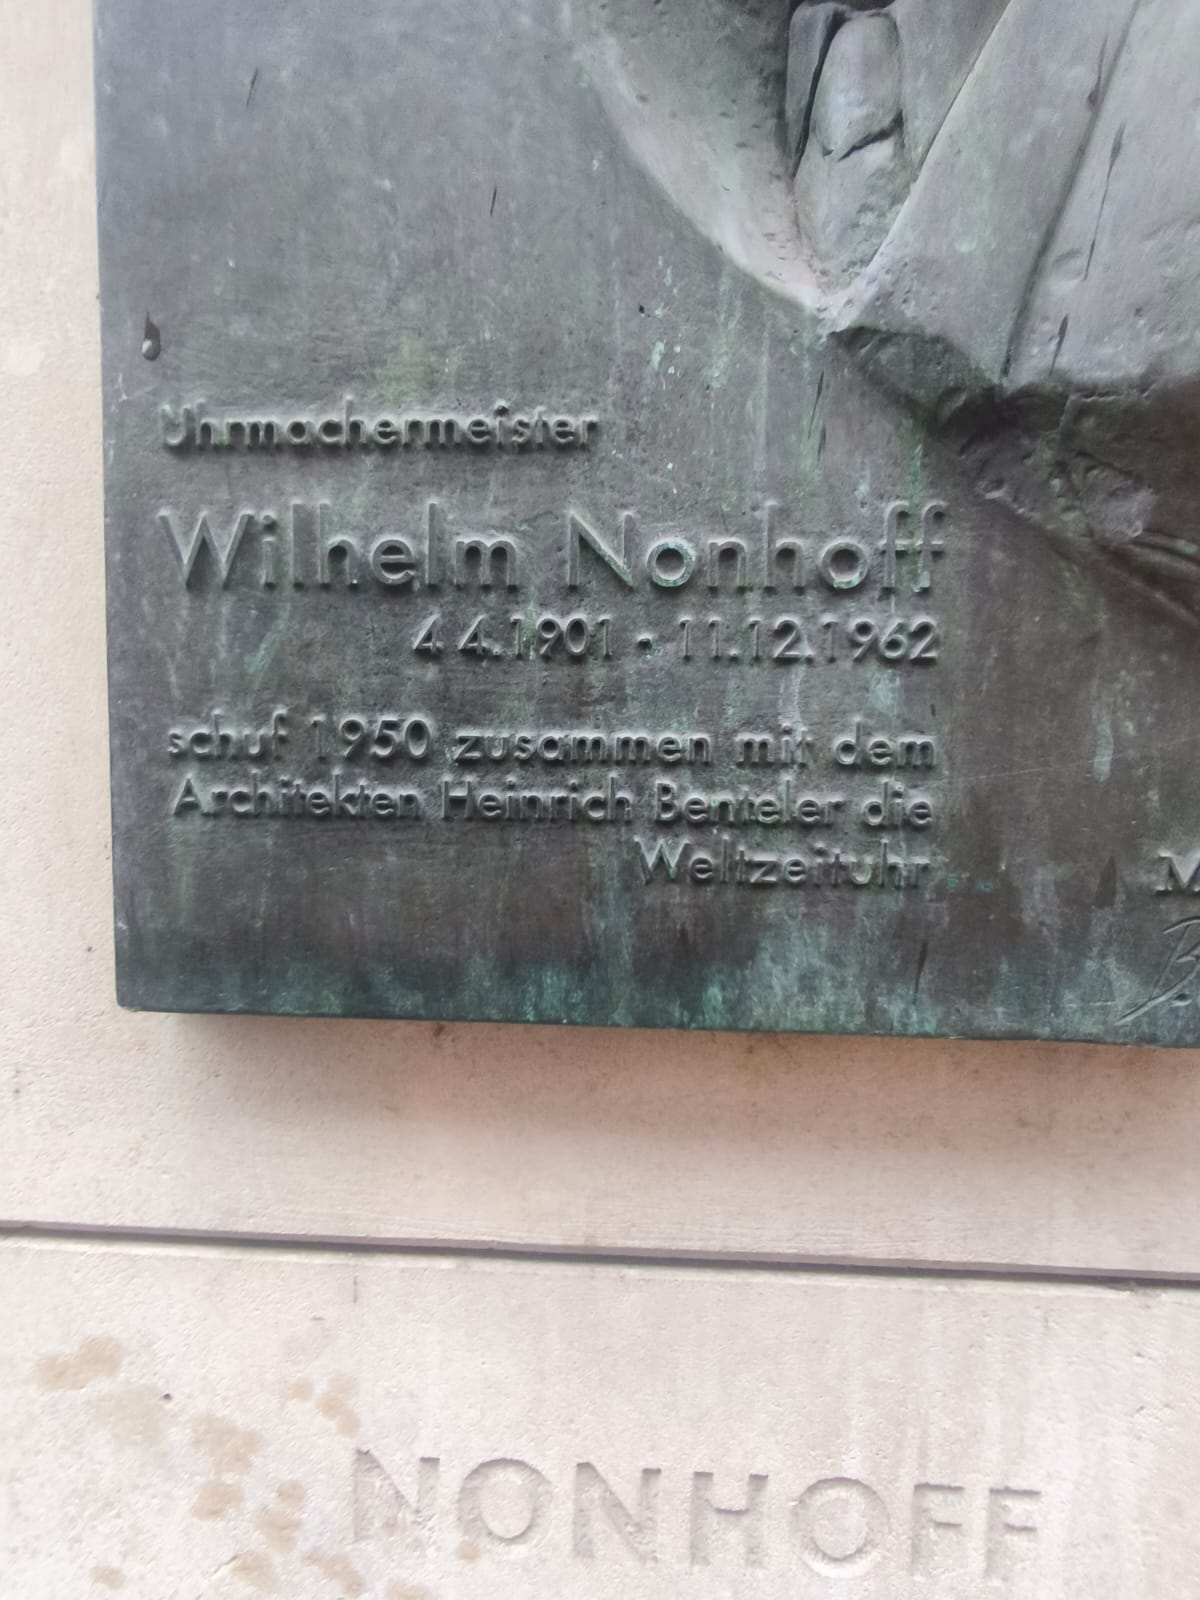 Uhrmachermeister
Wilhelm Nonhoff
4 4.1901 - 11.12.1962
schuf 1950 zusammen mit dem
Architekten Heinrich Benteler die
Weltzeituhr
NONHOFF